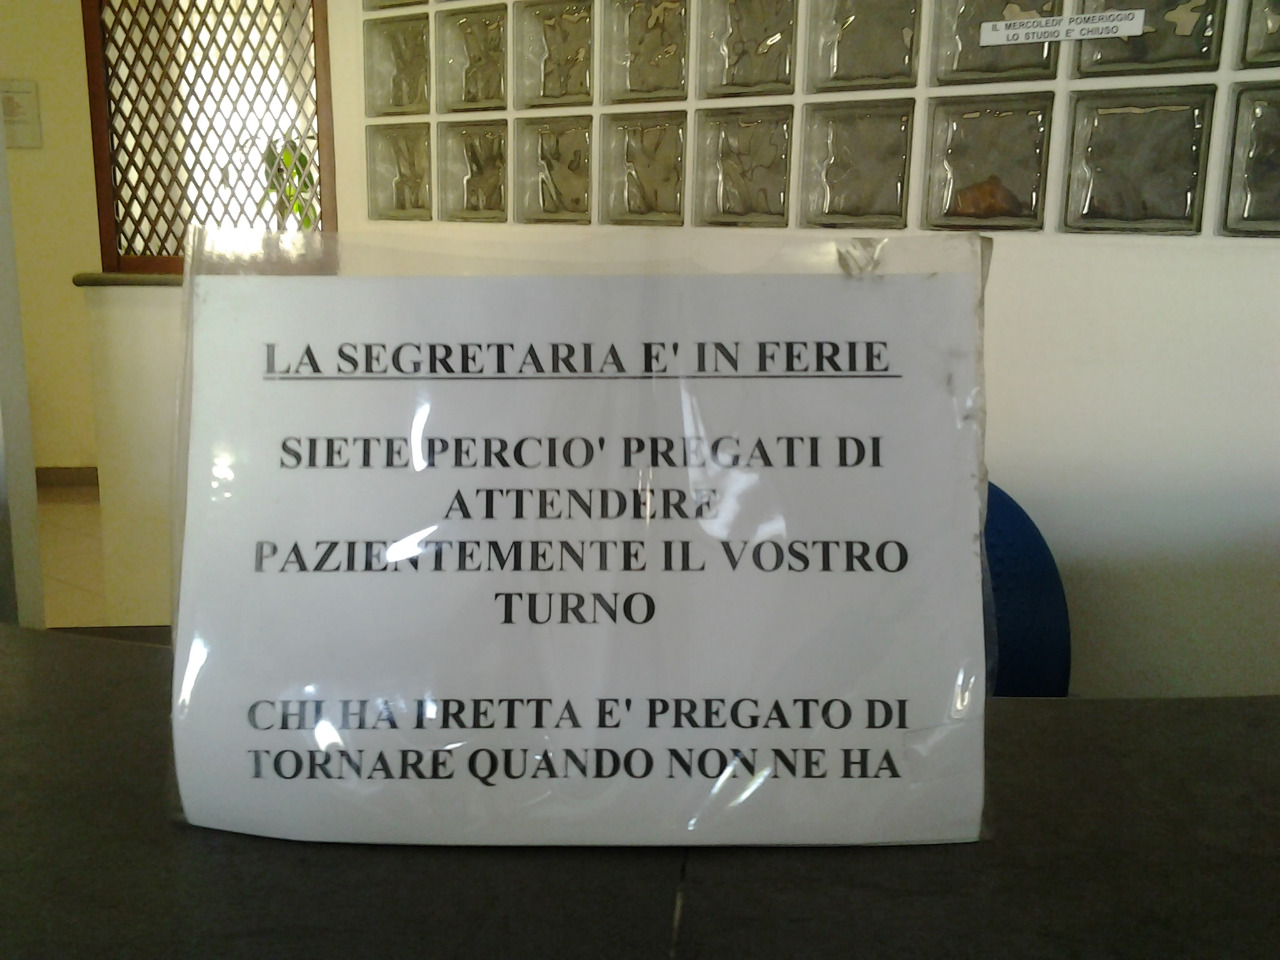 IL MERCOLEDI' POMERIGGIO
LO STUDIO E' CHIUSO
LA SEGRETARIA E' IN FERIE
SIETE PERCIO' PREGATI DI
ATTENDERE
PAZIENTEMENTE IL VOSTRO
TURNO
CHI HA FRETTA E' PREGATO DI
TORNARE QUANDO NON NE HA